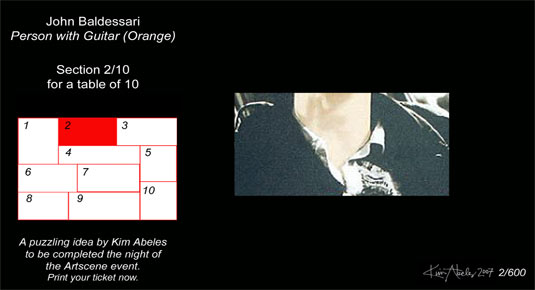 John Baldessari
Person with Guitar (Orange)
Section 2/10
for a table of 10
1
2
3
4
5
6
7
8
9
10
A puzzling idea by Kim Abeles
to be completed the night of
the Artscene event.
Print your ticket now.
Kim Abeles 2007 2/600